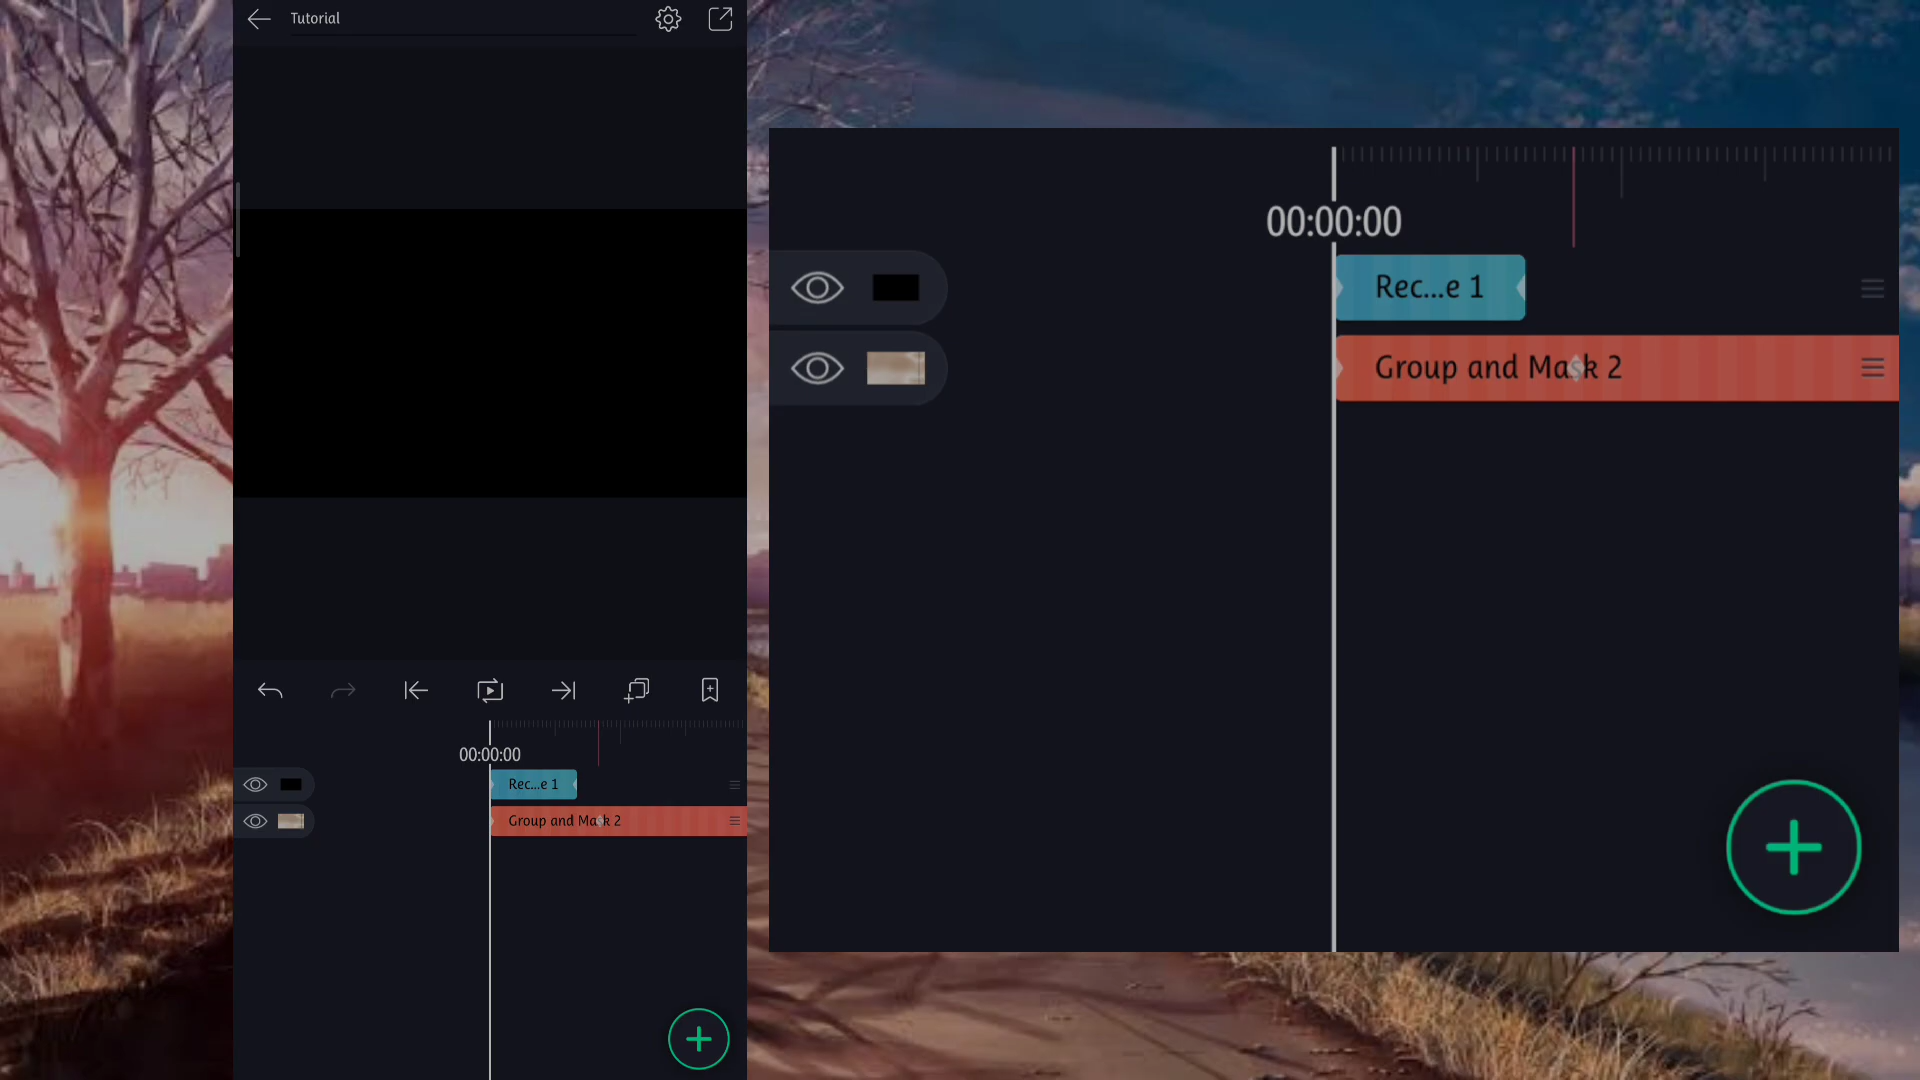 Tutorial
00:00:00
Rec...e 1
Group and Mask 2
00:00:00
Rec...e 1
Group and Mask 2